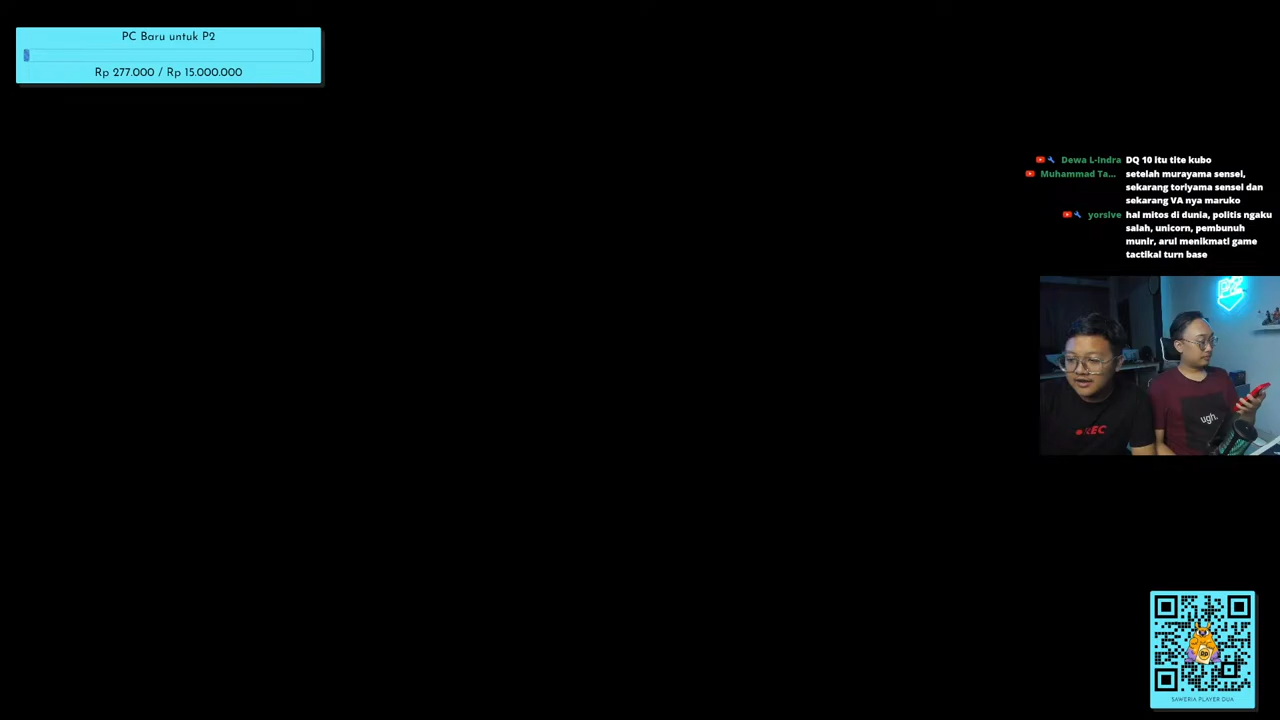 PC Baru untuk P2
Rp 277.000 / Rp 15.000.000
Dewa L-Indra DQ 10 itu tite kubo
Muhammad Ta... setelah murayama sensei,
sekarang toriyama sensei dan
sekarang VA nya maruko
yorsive hal mitos di dunia, politis ngaku
salah, unicorn, pembunuh
munir, arul menikmati game
tactikal turn base
P2
REC
ugh.
SAWERIA PLAYER DUA